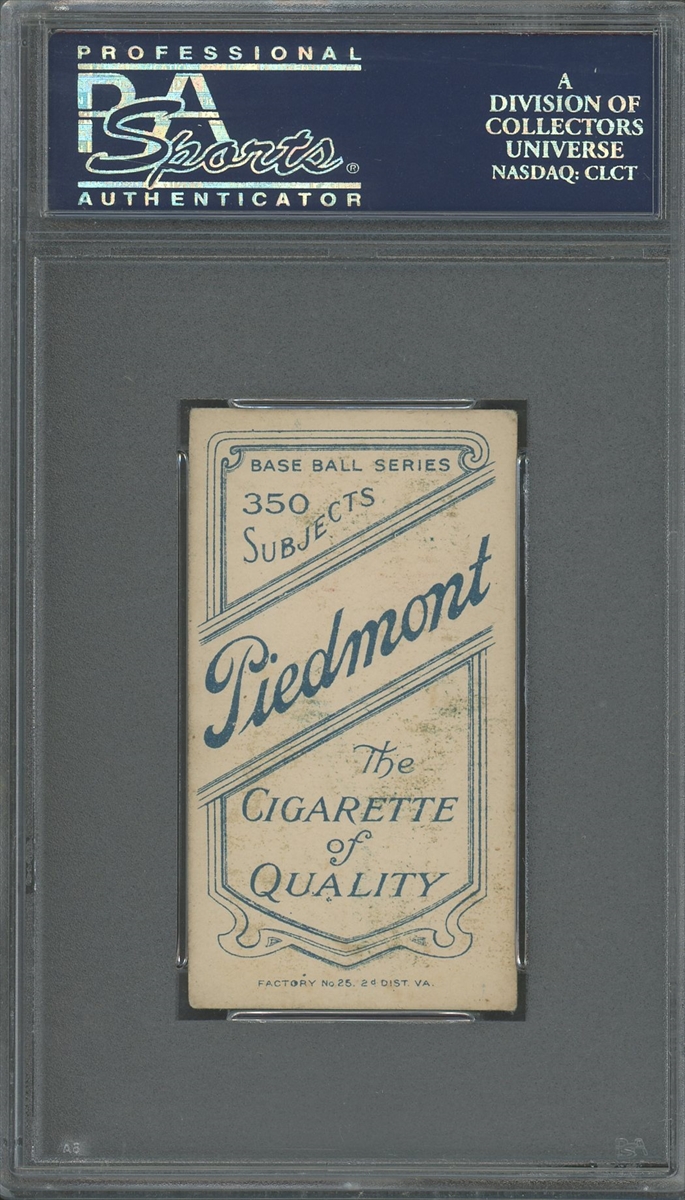 PROFESSIONAL
PSA
Sports®
AUTHENTICATOR
A
DIVISION OF
COLLECTORS
UNIVERSE
NASDAQ: CLCT
BASE BALL SERIES
350
SUBJECTS
Piedmont
The
CIGARETTE
of
QUALITY
FACTORY No. 25. 2d DIST. VA.
PSA